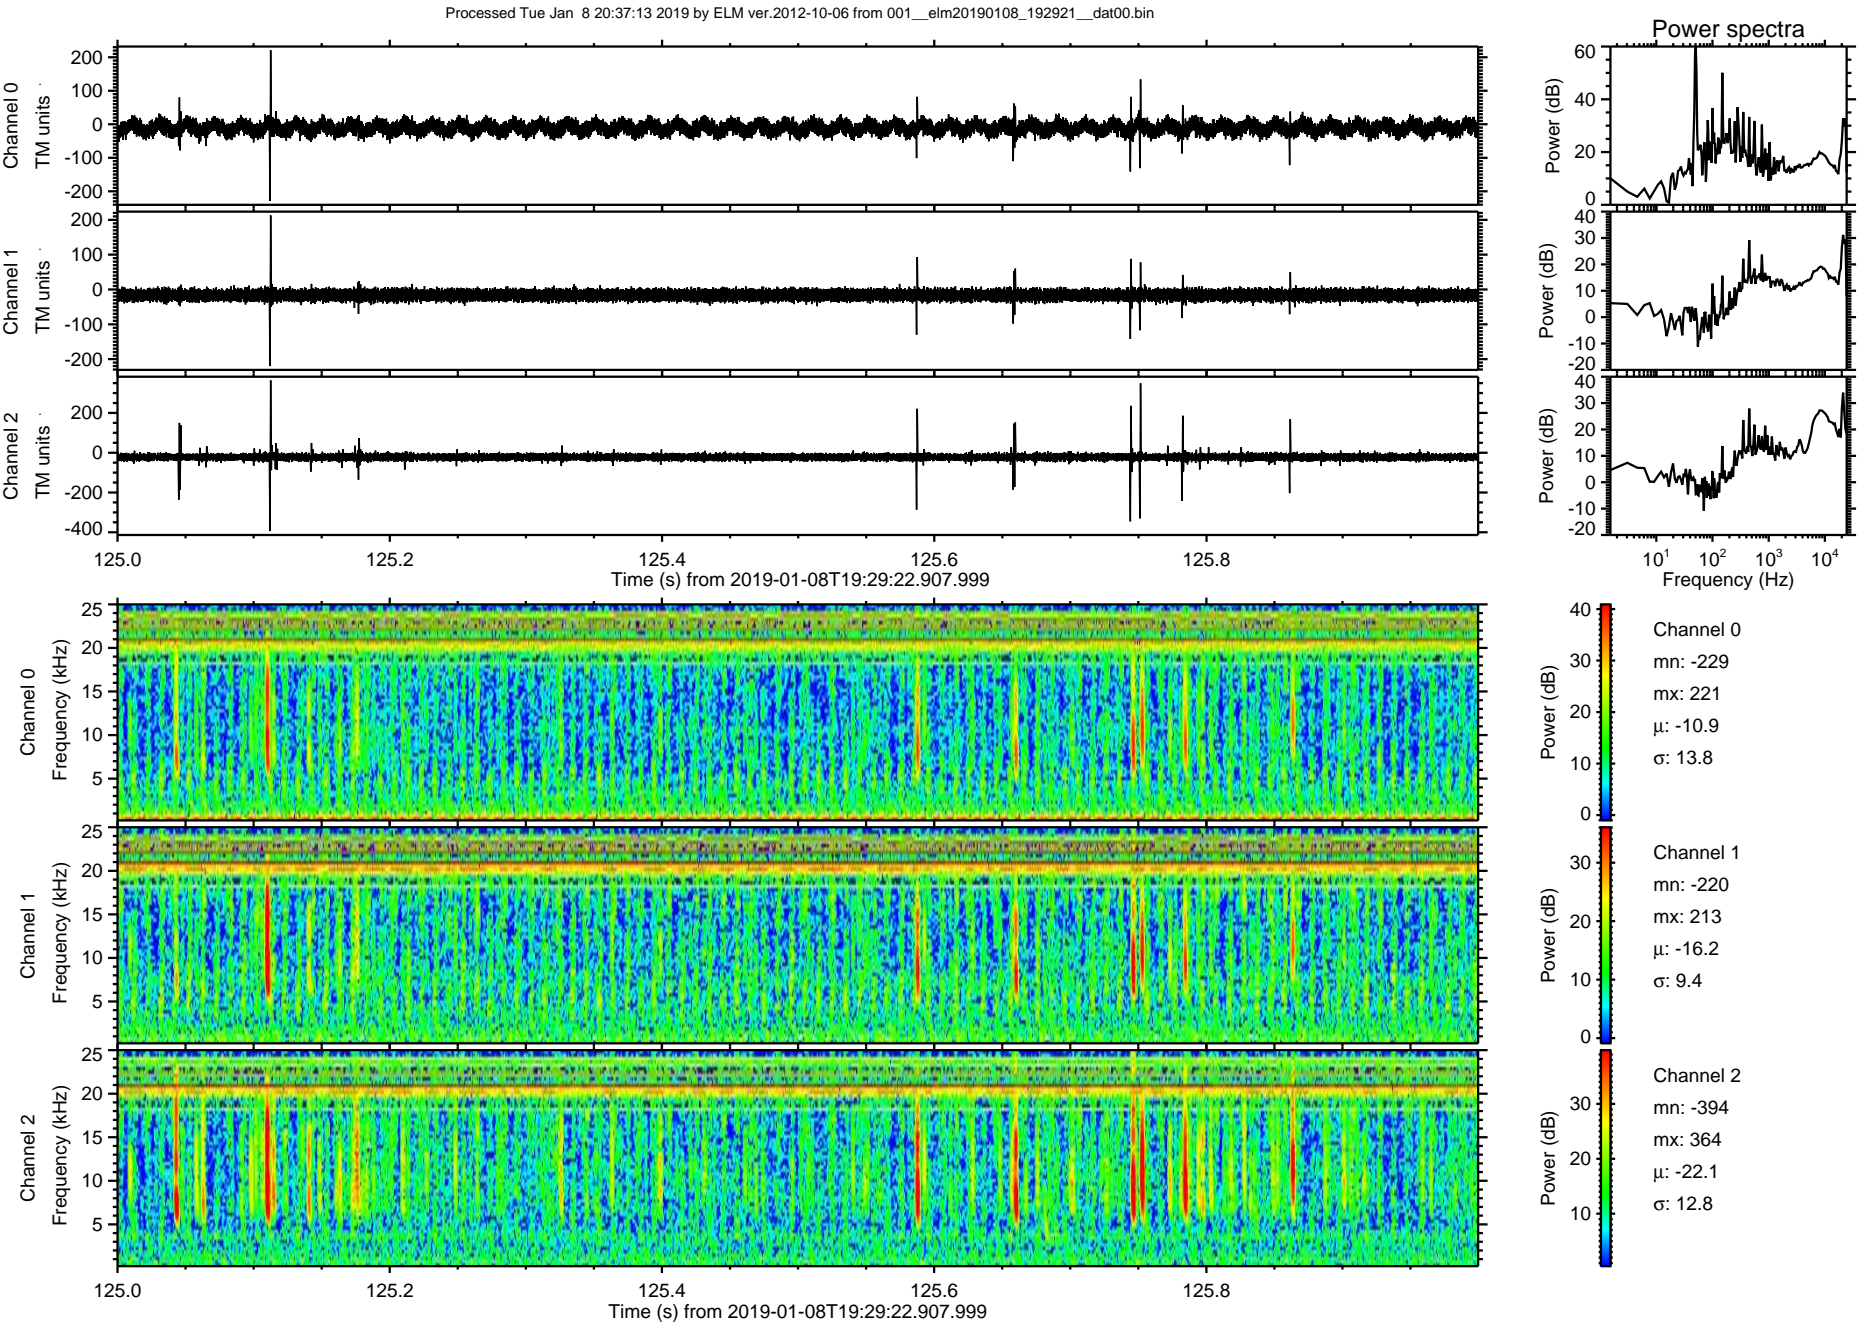 Processed Tue Jan  8 20:37:13 2019 by ELM ver.2012-10-06 from 001__elm20190108_192921__dat00.bin
Power spectra
Channel 0
TM units
200
100
0
-100
-200
Power (dB)
60
40
20
0
Channel 1
TM units
200
100
0
-100
-200
Power (dB)
40
30
20
10
0
-10
-20
Channel 2
TM units
200
0
-200
-400
Power (dB)
40
30
20
10
0
-10
-20
125.0 125.2 125.4 125.6 125.8
Time (s) from 2019-01-08T19:29:22.907.999
10^1 10^2 10^3 10^4
Frequency (Hz)
Channel 0
Frequency (kHz)
25
20
15
10
5
Power (dB)
40
30
20
10
0
Channel 0
mn: -229
mx: 221
μ: -10.9
σ: 13.8
Channel 1
Frequency (kHz)
25
20
15
10
5
Power (dB)
30
20
10
0
Channel 1
mn: -220
mx: 213
μ: -16.2
σ: 9.4
Channel 2
Frequency (kHz)
25
20
15
10
5
Power (dB)
30
20
10
Channel 2
mn: -394
mx: 364
μ: -22.1
σ: 12.8
125.0 125.2 125.4 125.6 125.8
Time (s) from 2019-01-08T19:29:22.907.999